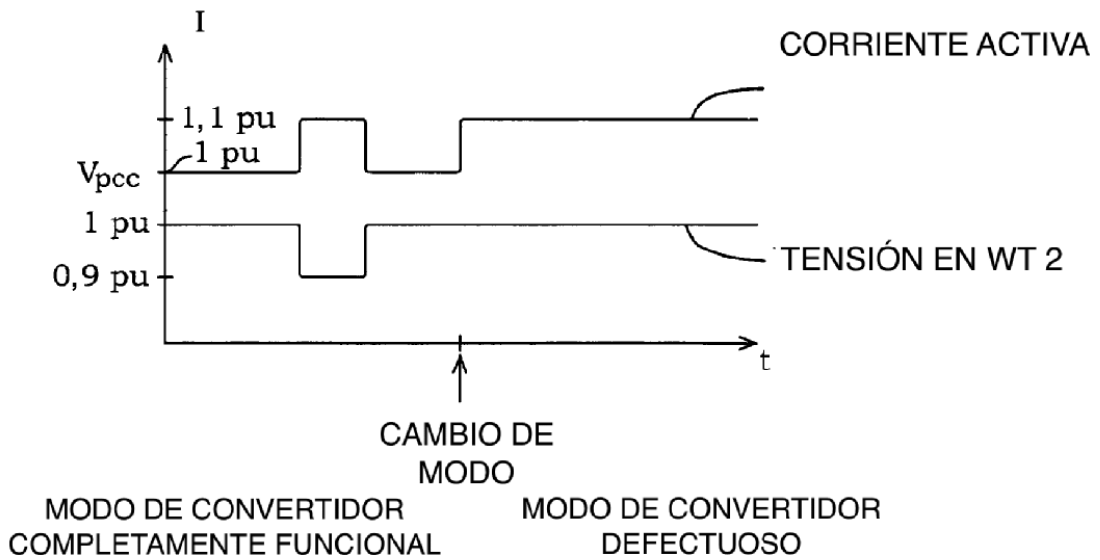 I
CORRIENTE ACTIVA
1,1 pu
1 pu
Vpcc
1 pu
TENSIÓN EN WT 2
0,9 pu
t
CAMBIO DE
MODO
MODO DE CONVERTIDOR
COMPLETAMENTE FUNCIONAL
MODO DE CONVERTIDOR
DEFECTUOSO